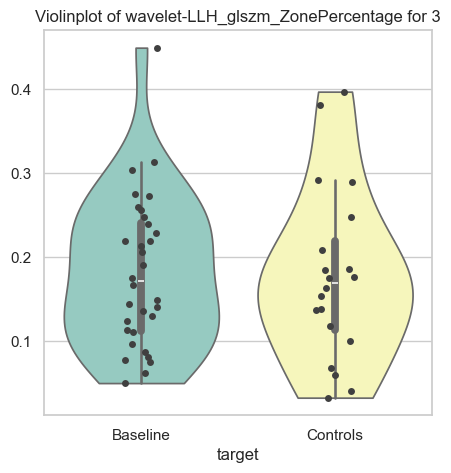 Violinplot of wavelet-LLH_glszm_ZonePercentage for 3
0.4
0.3
0.2
0.1
Baseline Controls
target